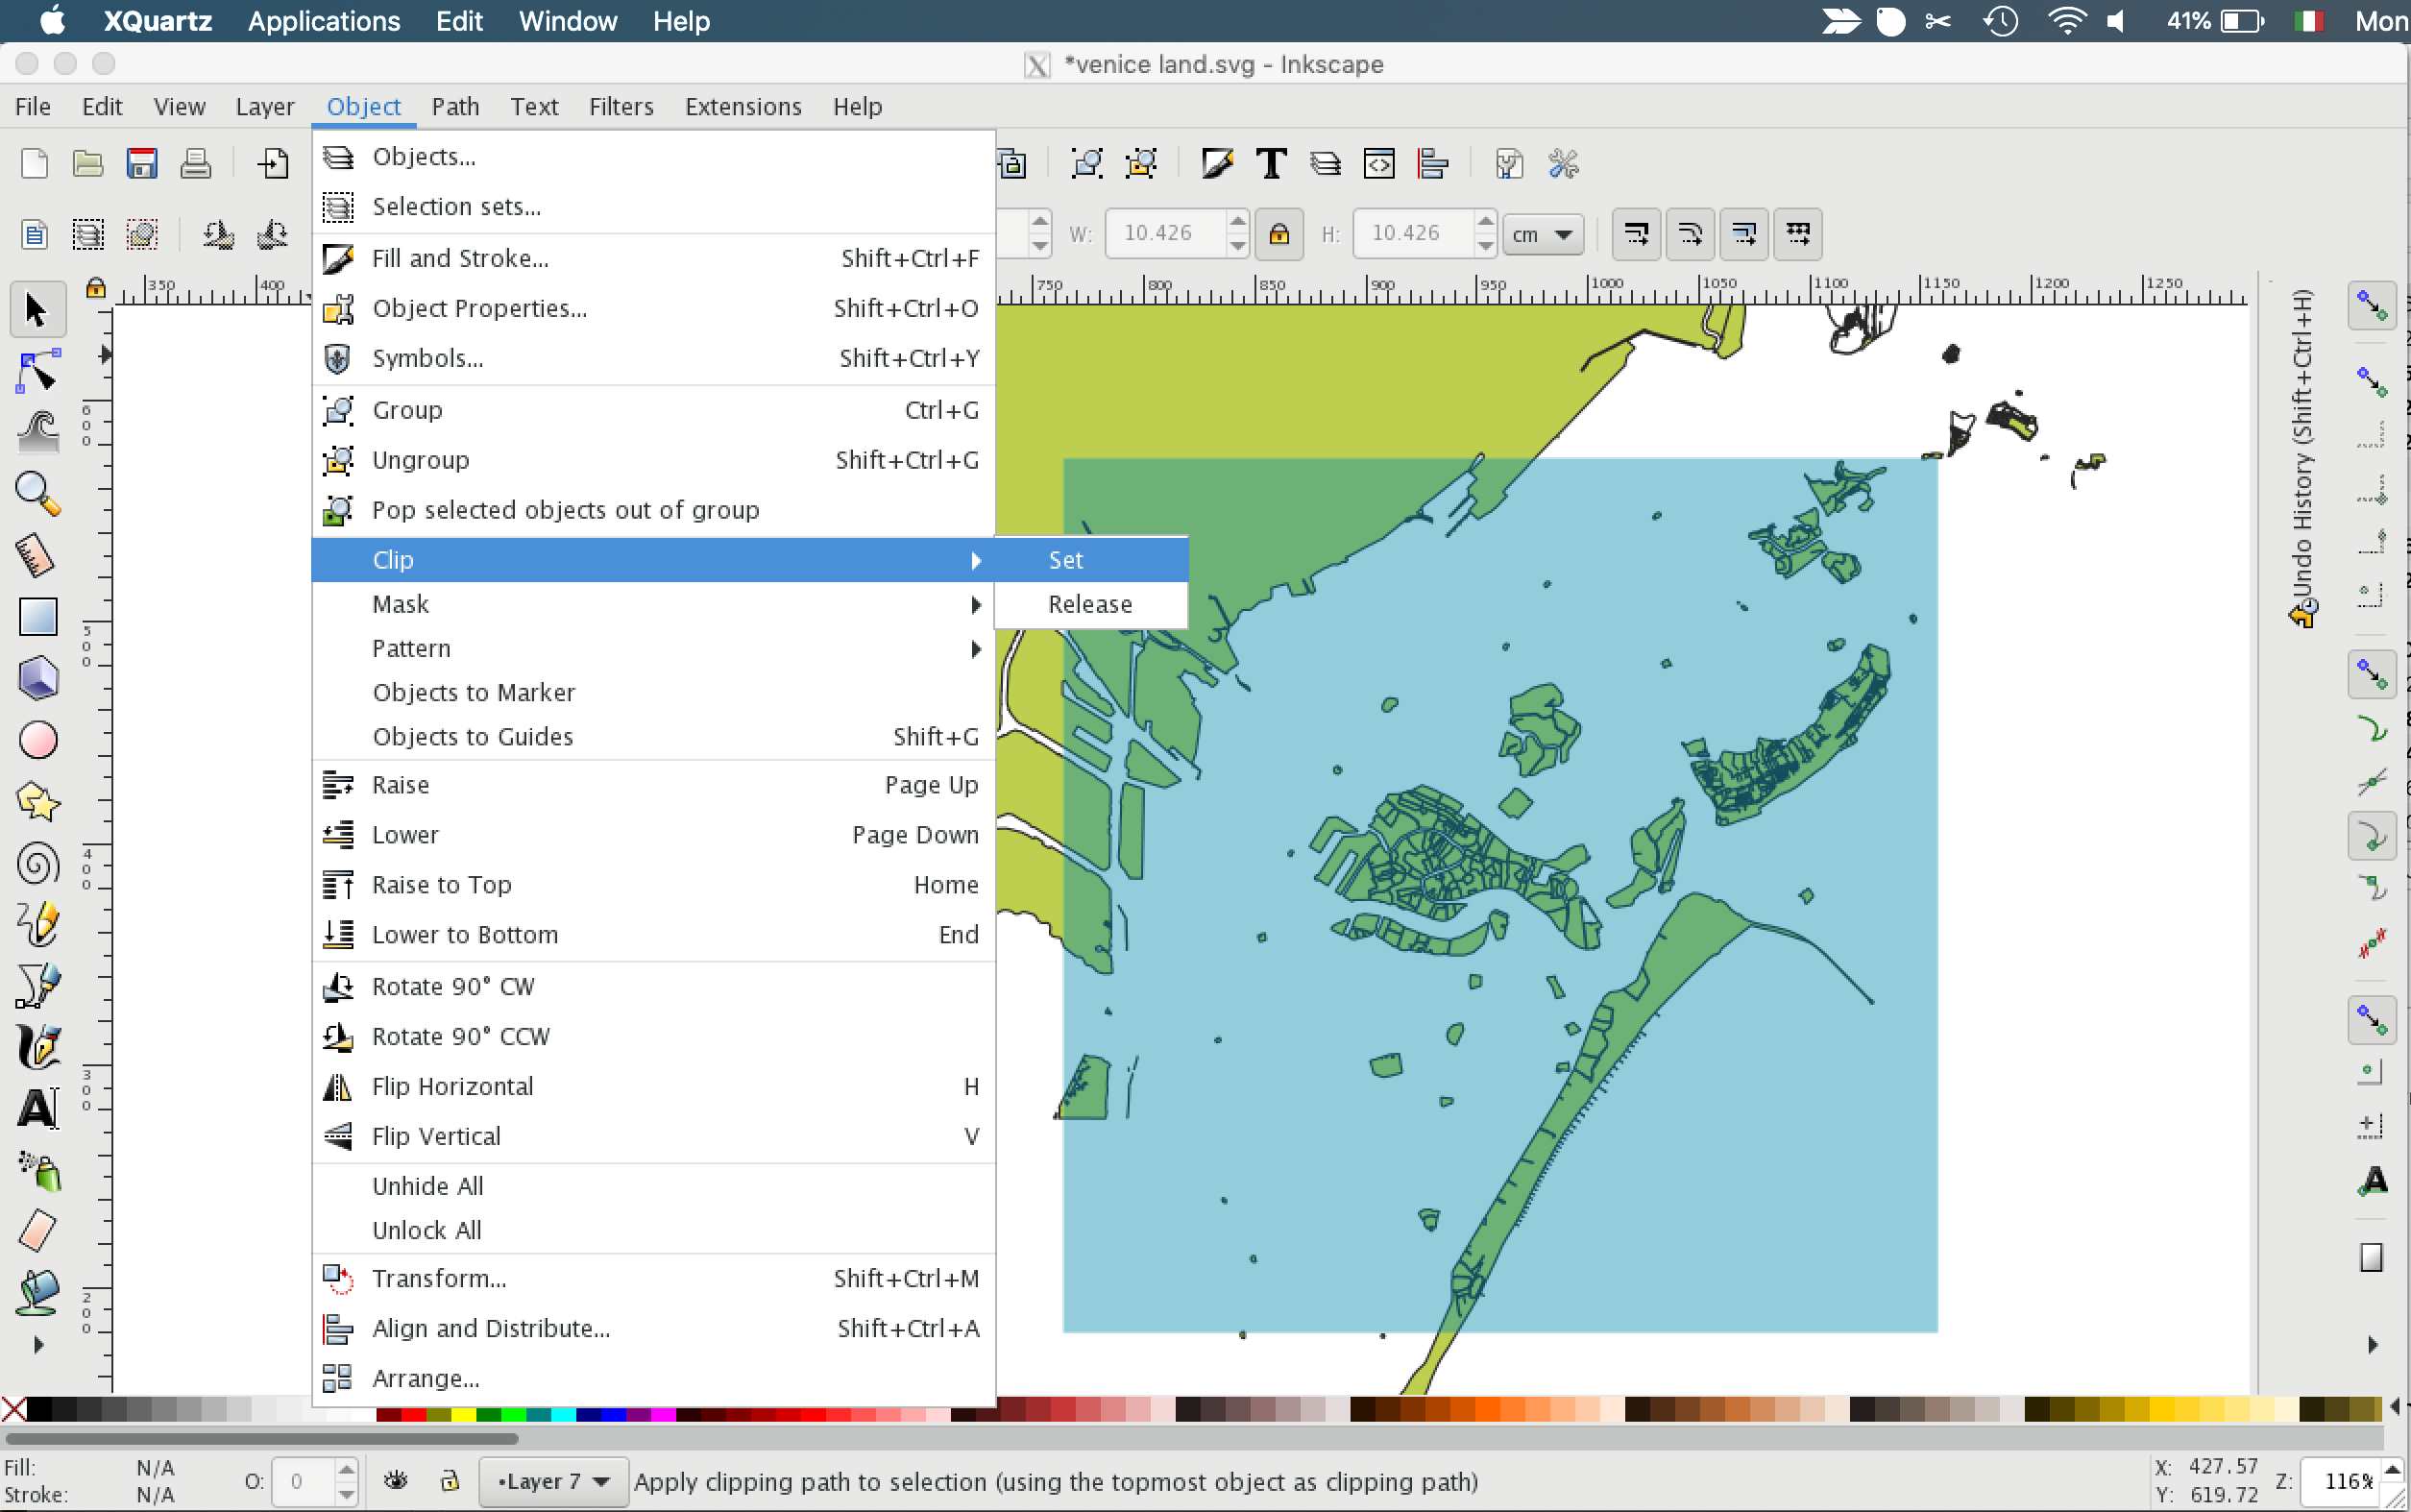 XQuartz Applications Edit Window Help 41% Mon
*venice land.svg - Inkscape
File Edit View Layer Object Path Text Filters Extensions Help
W: 10.426 H: 10.426 cm
350 400 750 800 850 900 950 1000 1050 1100 1150 1200 1250
600
500
400
300
200
Objects...
Selection sets...
Fill and Stroke... Shift+Ctrl+F
Object Properties... Shift+Ctrl+O
Symbols... Shift+Ctrl+Y
Group Ctrl+G
Ungroup Shift+Ctrl+G
Pop selected objects out of group
Clip
Set
Mask
Release
Pattern
Objects to Marker
Objects to Guides Shift+G
Raise Page Up
Lower Page Down
Raise to Top Home
Lower to Bottom End
Rotate 90° CW
Rotate 90° CCW
Flip Horizontal H
Flip Vertical V
Unhide All
Unlock All
Transform... Shift+Ctrl+M
Align and Distribute... Shift+Ctrl+A
Arrange...
Undo History (Shift+Ctrl+H)
Fill: N/A
Stroke: N/A
O: 0
•Layer 7
Apply clipping path to selection (using the topmost object as clipping path)
X: 427.57
Y: 619.72
Z: 116%